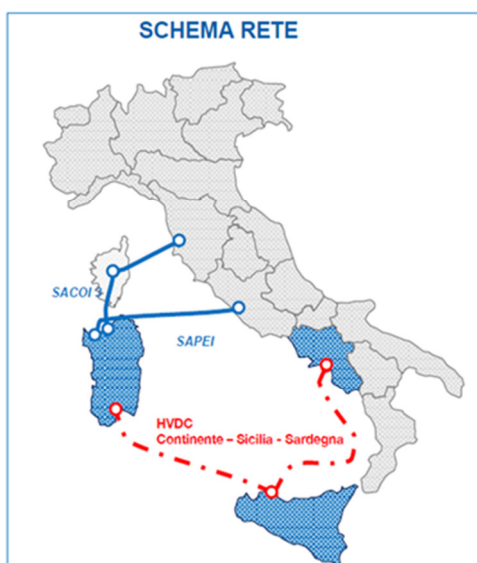 SCHEMA RETE
SACOI 3
SAPEI
HVDC
Continente – Sicilia - Sardegna